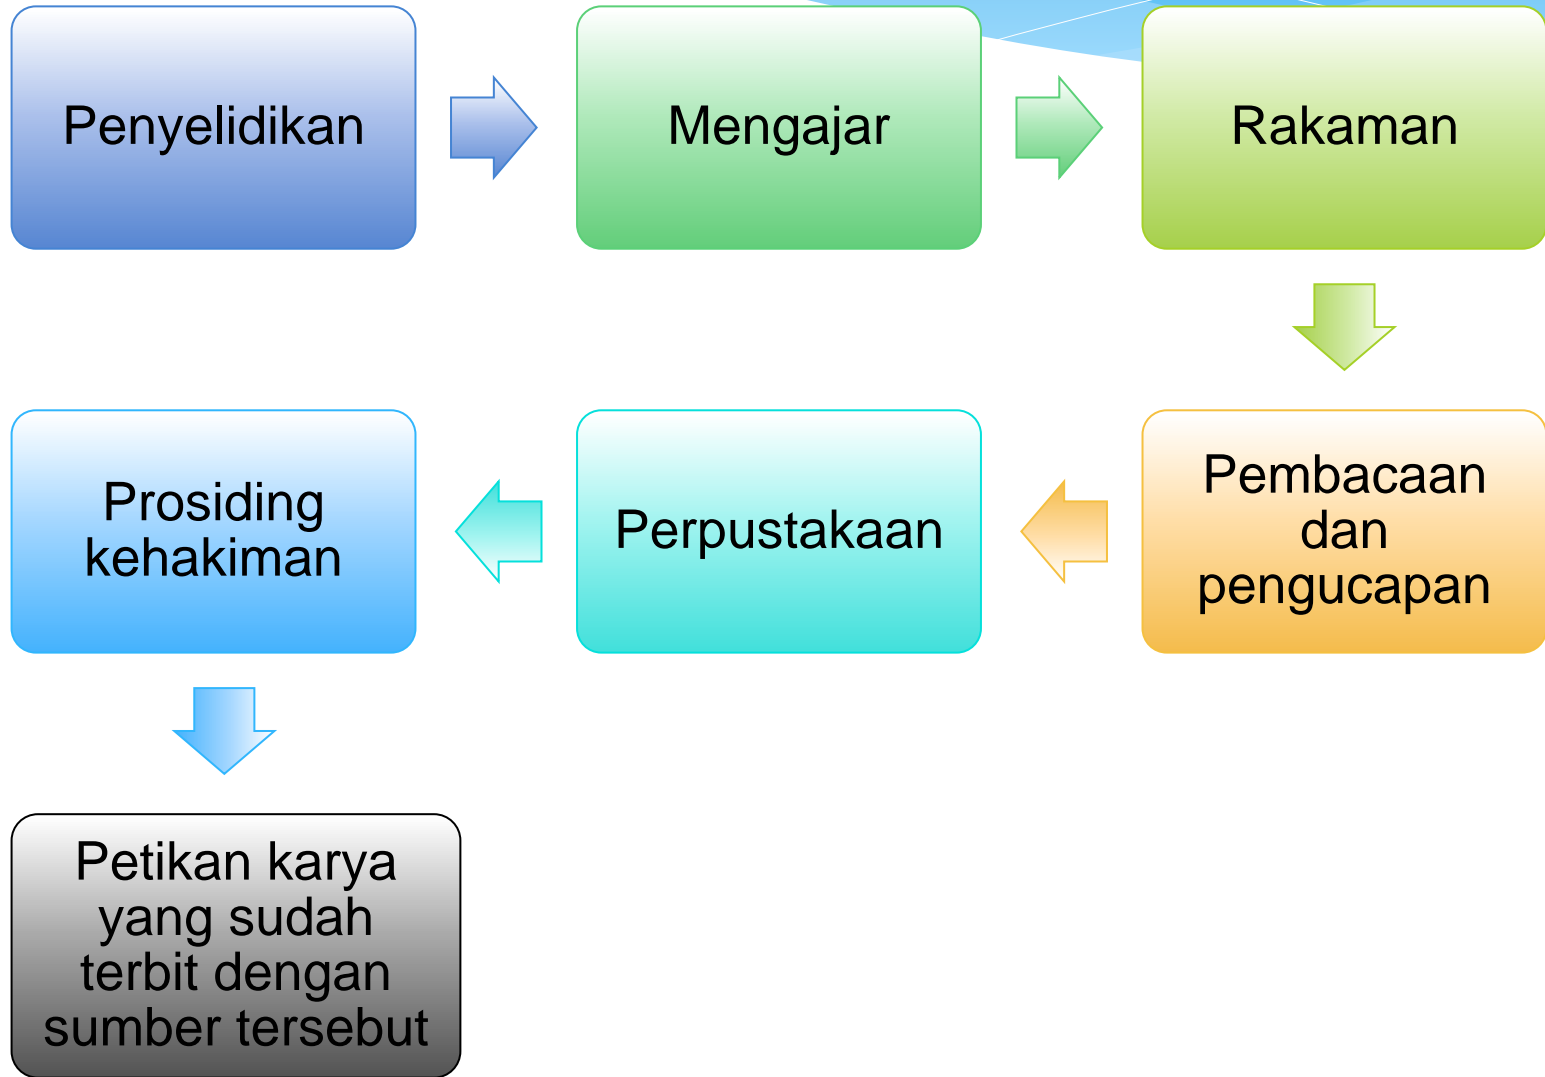 Penyelidikan
Mengajar
Rakaman
Pembacaan
dan
pengucapan
Perpustakaan
Prosiding
kehakiman
Petikan karya
yang sudah
terbit dengan
sumber tersebut